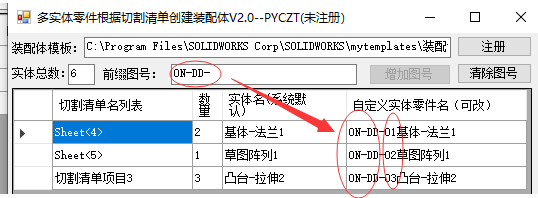 多实体零件根据切割清单创建装配体V2.0--PYCZT(未注册)
装配体模板: C:\Program Files\SOLIDWORKS Corp\SOLIDWORKS\mytemplates\装配 注册
实体总数: 6 前缀图号: ON-DD- 增加图号 清除图号
切割清单名列表 数量 实体名(系统默认) 自定义实体零件名(可改)
Sheet<4> 2 基体-法兰1 ON-DD-01基体-法兰1
Sheet<5> 1 草图阵列1 ON-DD-02草图阵列1
切割清单项目3 3 凸台-拉伸2 ON-DD-03凸台-拉伸2